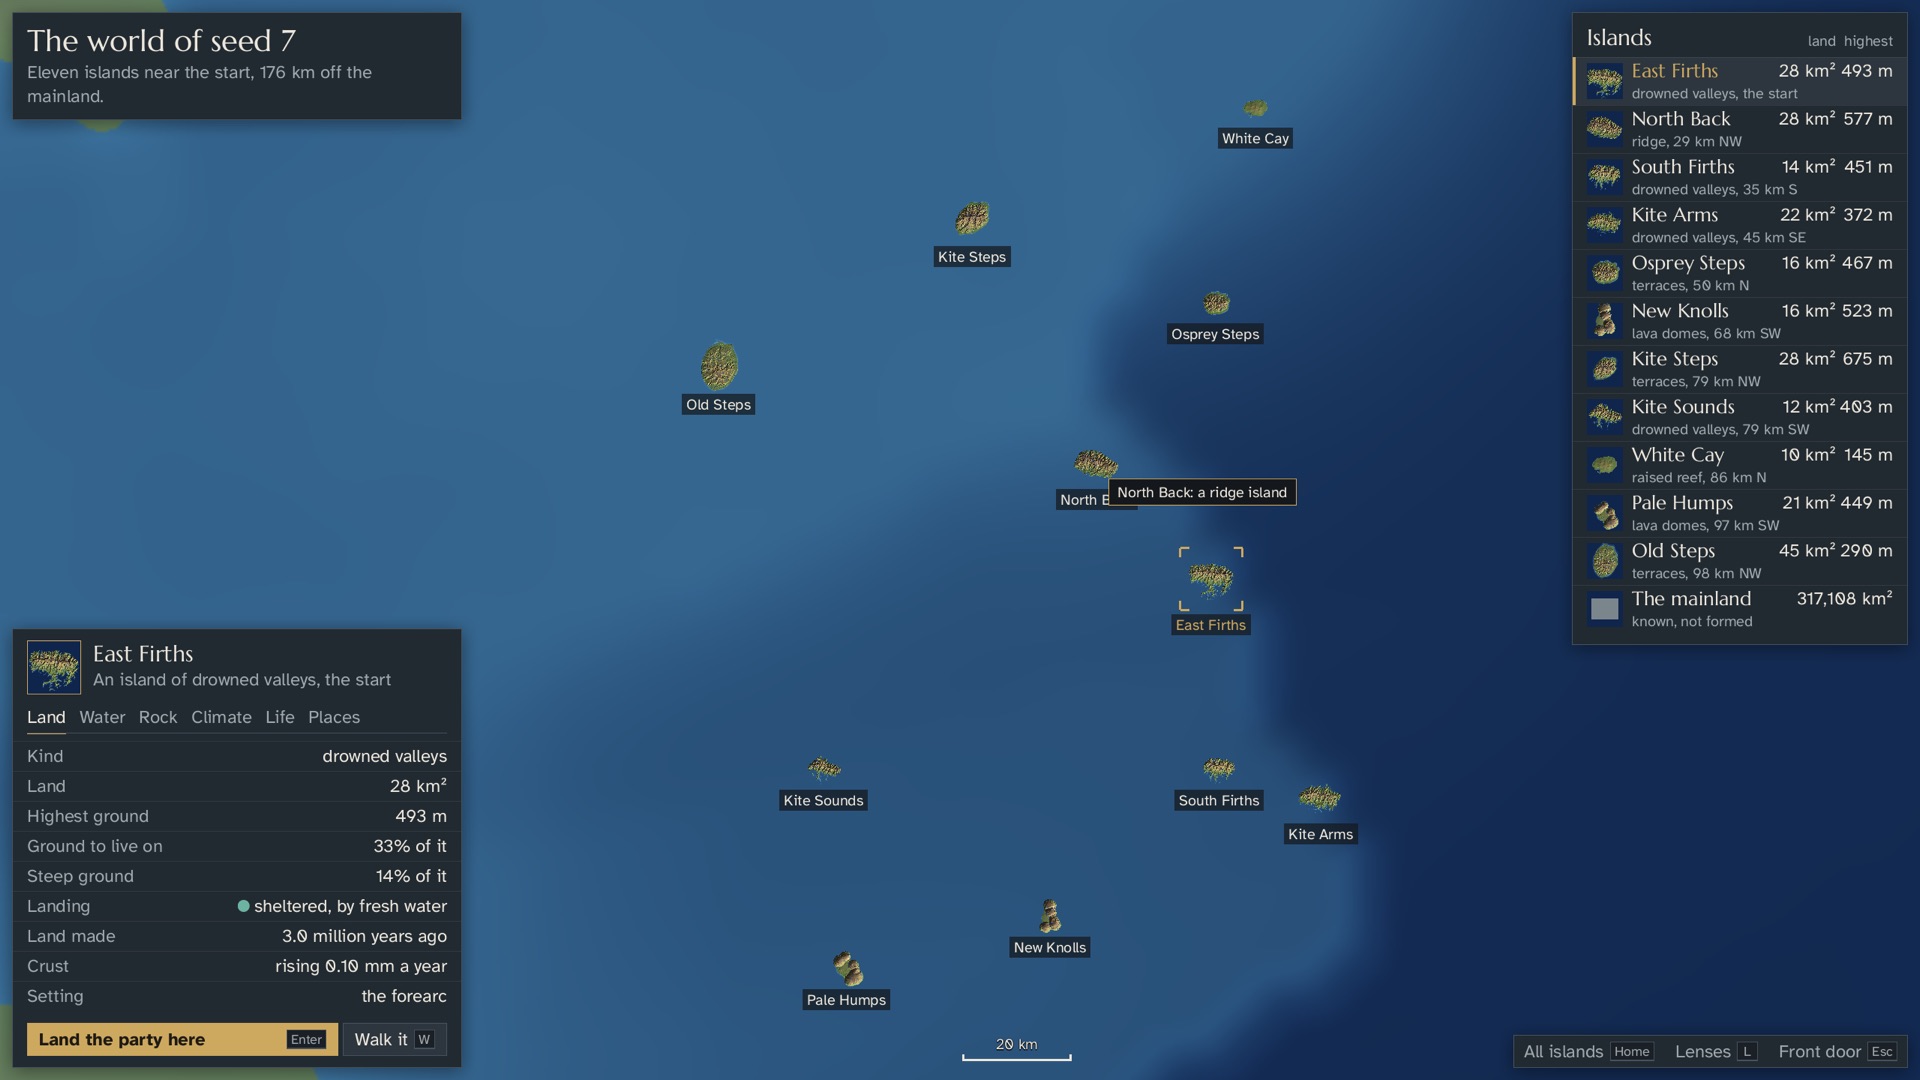 The world of seed 7
Eleven islands near the start, 176 km off the
mainland.
White Cay
Kite Steps
Osprey Steps
Old Steps
North
North Back: a ridge island
East Firths
Kite Sounds
South Firths
Kite Arms
New Knolls
Pale Humps
20 km
Islands land highest
East Firths 28 km² 493 m
drowned valleys, the start
North Back 28 km² 577 m
ridge, 29 km NW
South Firths 14 km² 451 m
drowned valleys, 35 km S
Kite Arms 22 km² 372 m
drowned valleys, 45 km SE
Osprey Steps 16 km² 467 m
terraces, 50 km N
New Knolls 16 km² 523 m
lava domes, 68 km SW
Kite Steps 28 km² 675 m
terraces, 79 km NW
Kite Sounds 12 km² 403 m
drowned valleys, 79 km SW
White Cay 10 km² 145 m
raised reef, 86 km N
Pale Humps 21 km² 449 m
lava domes, 97 km SW
Old Steps 45 km² 290 m
terraces, 98 km NW
The mainland 317,108 km²
known, not formed
East Firths
An island of drowned valleys, the start
Land Water Rock Climate Life Places
Kind drowned valleys
Land 28 km²
Highest ground 493 m
Ground to live on 33% of it
Steep ground 14% of it
Landing sheltered, by fresh water
Land made 3.0 million years ago
Crust rising 0.10 mm a year
Setting the forearc
Land the party here Enter Walk it W
All islands Home Lenses L Front door Esc